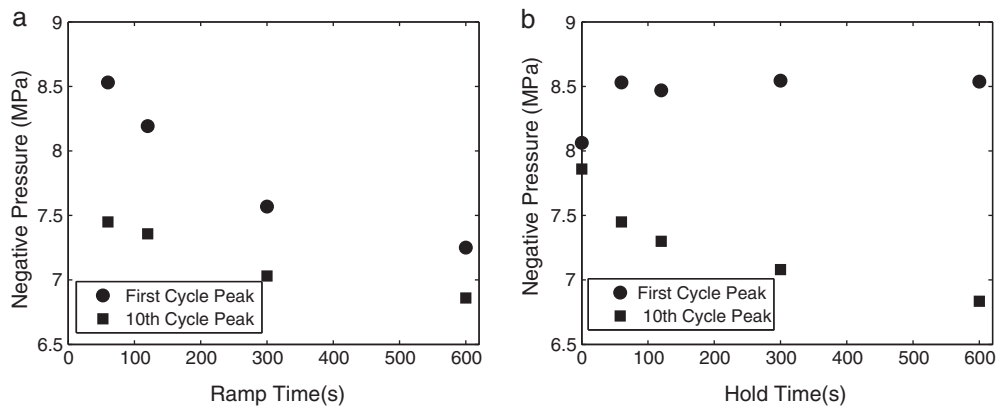 a
9
8.5
8
7.5
7
6.5
Negative Pressure (MPa)
First Cycle Peak
10th Cycle Peak
0 100 200 300 400 500 600
Ramp Time(s)
b
9
8.5
8
7.5
7
6.5
Negative Pressure (MPa)
First Cycle Peak
10th Cycle Peak
0 100 200 300 400 500 600
Hold Time(s)